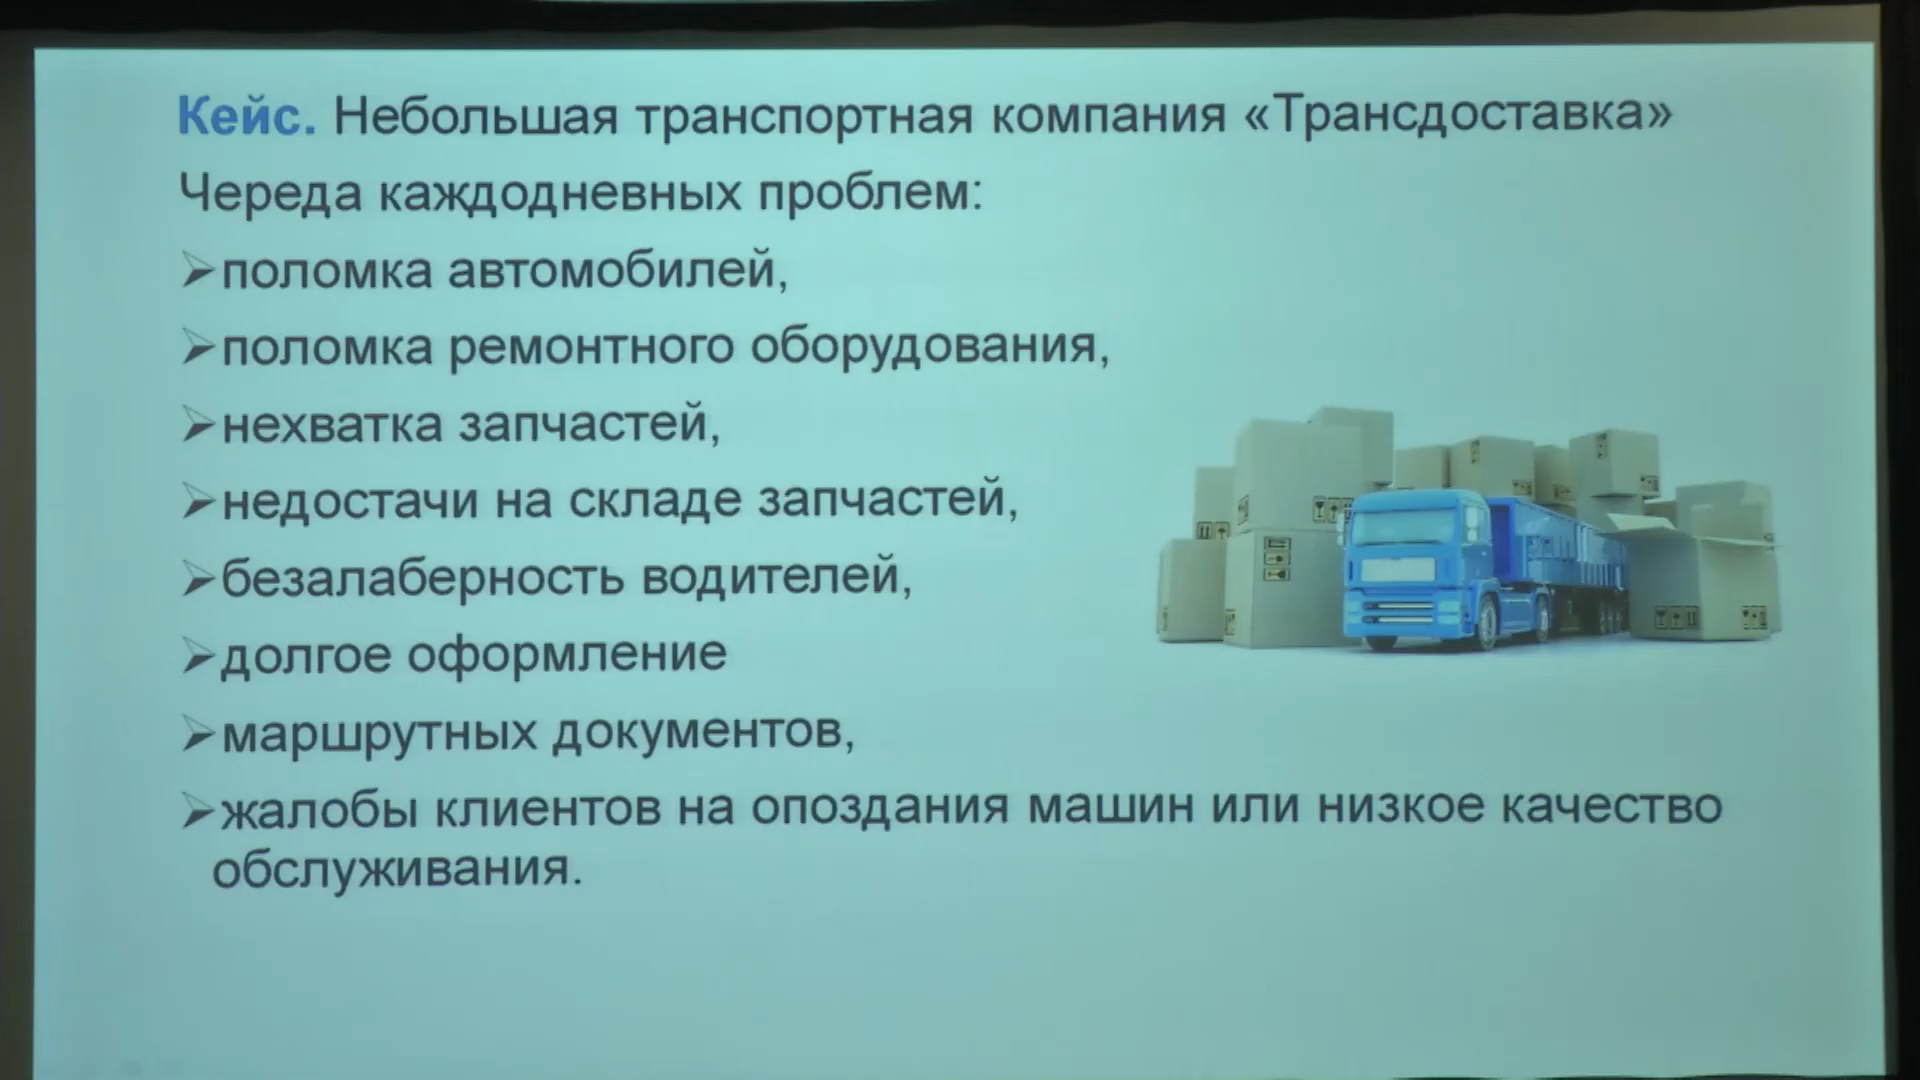 Кейс. Небольшая транспортная компания «Трансдоставка»
Череда каждодневных проблем:
➢поломка автомобилей,
➢поломка ремонтного оборудования,
➢нехватка запчастей,
➢недостачи на складе запчастей,
➢безалаберность водителей,
➢долгое оформление
➢маршрутных документов,
➢жалобы клиентов на опоздания машин или низкое качество
обслуживания.